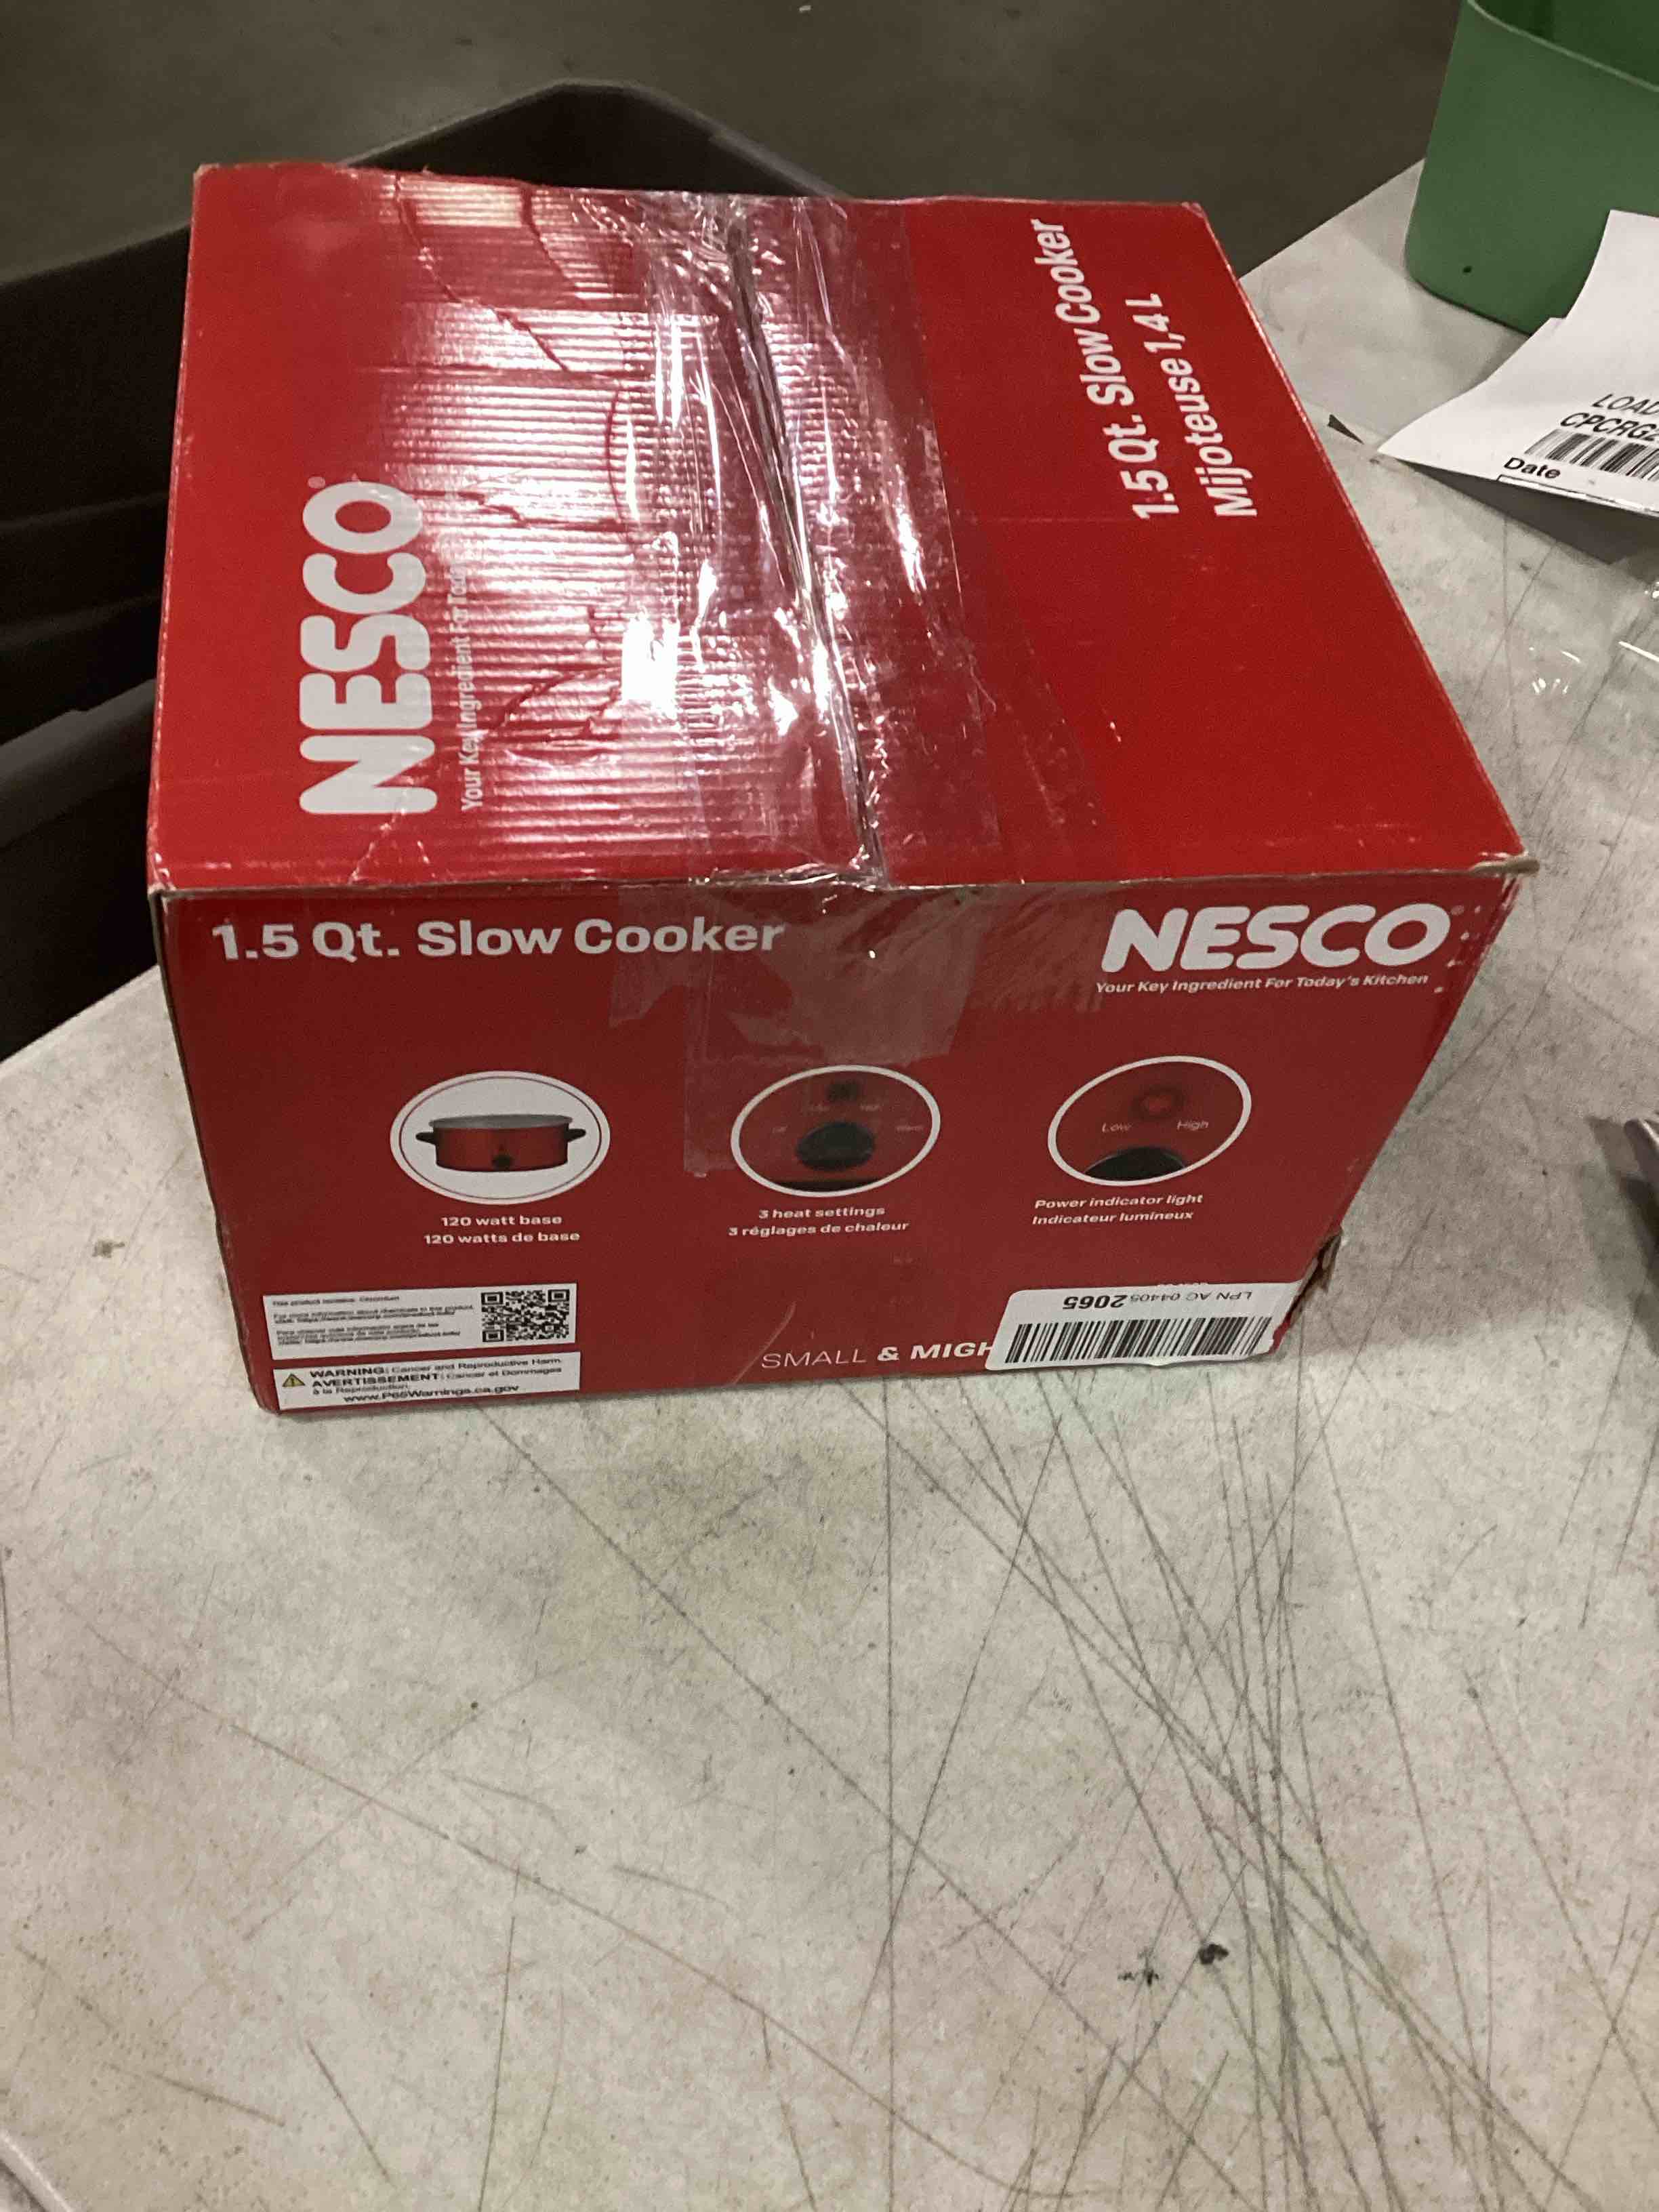 NESCO®
Your Key Ingredient For
1.5 Qt. Slow Cooker
Mijoteuse 1,4 L
1.5 Qt. Slow Cooker
NESCO
Your Key Ingredient For Today's Kitchen
120 watt base
120 watts de base
3 heat settings
3 réglages de chaleur
Low High
Power indicator light
Indicateur lumineux
WARNING: Cancer and Reproductive Harm
AVERTISSEMENT: Cancer et Dommages
à la Reproduction.
www.P65Warnings.ca.gov
SMALL & MIGH
LPN AC 04405 2065
LOAD
Date